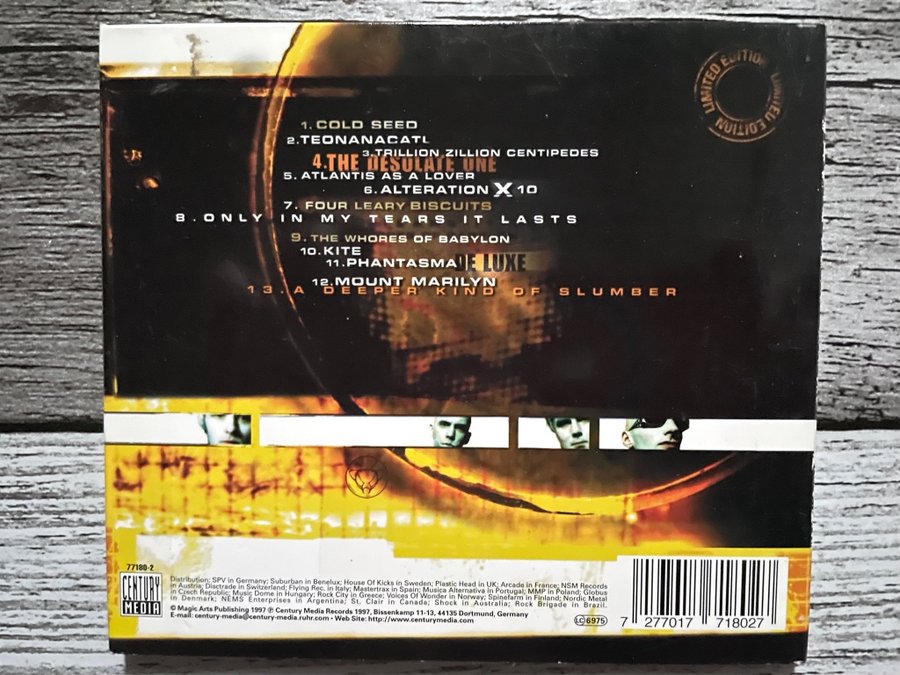 LIMITED EDITION LIMITED EDITION
1. COLD SEED
2. TEONANACATL
3. TRILLION ZILLION CENTIPEDES
4. THE DESOLATE ONE
5. ATLANTIS AS A LOVER
6. ALTERATION X 10
7. FOUR LEARY BISCUITS
8. ONLY IN MY TEARS IT LASTS
9. THE WHORES OF BABYLON
10. KITE
11. PHANTASMA DE LUXE
12. MOUNT MARILYN
13. A DEEPER KIND OF SLUMBER
77180-2
CENTURY MEDIA
Distribution: SPV in Germany; Suburban in Benelux; House Of Kicks in Sweden; Plastic Head in UK; Arcade in France; NSM Records
in Austria; Disctrade in Switzerland; Flying Rec. in Italy; Mastertrax in Spain; Musica Alternativa in Portugal; MMP in Poland; Globus
in Czech Republic; Music Dome in Hungary; Rock City in Greece; Voices Of Wonder in Norway; Spinefarm in Finland; Nordic Metal
in Denmark; NEMS Enterprises in Argentina; St. Clair in Canada; Shock in Australia; Rock Brigade in Brazil.
© Magic Arts Publishing 1997 ℗ Century Media Records 1997, Bissenkamp 11-13, 44135 Dortmund, Germany
E-mail: century-media@century-media.ruhr.com - Web Site: http://www.centurymedia.com
LC 6975
7 277017 718027